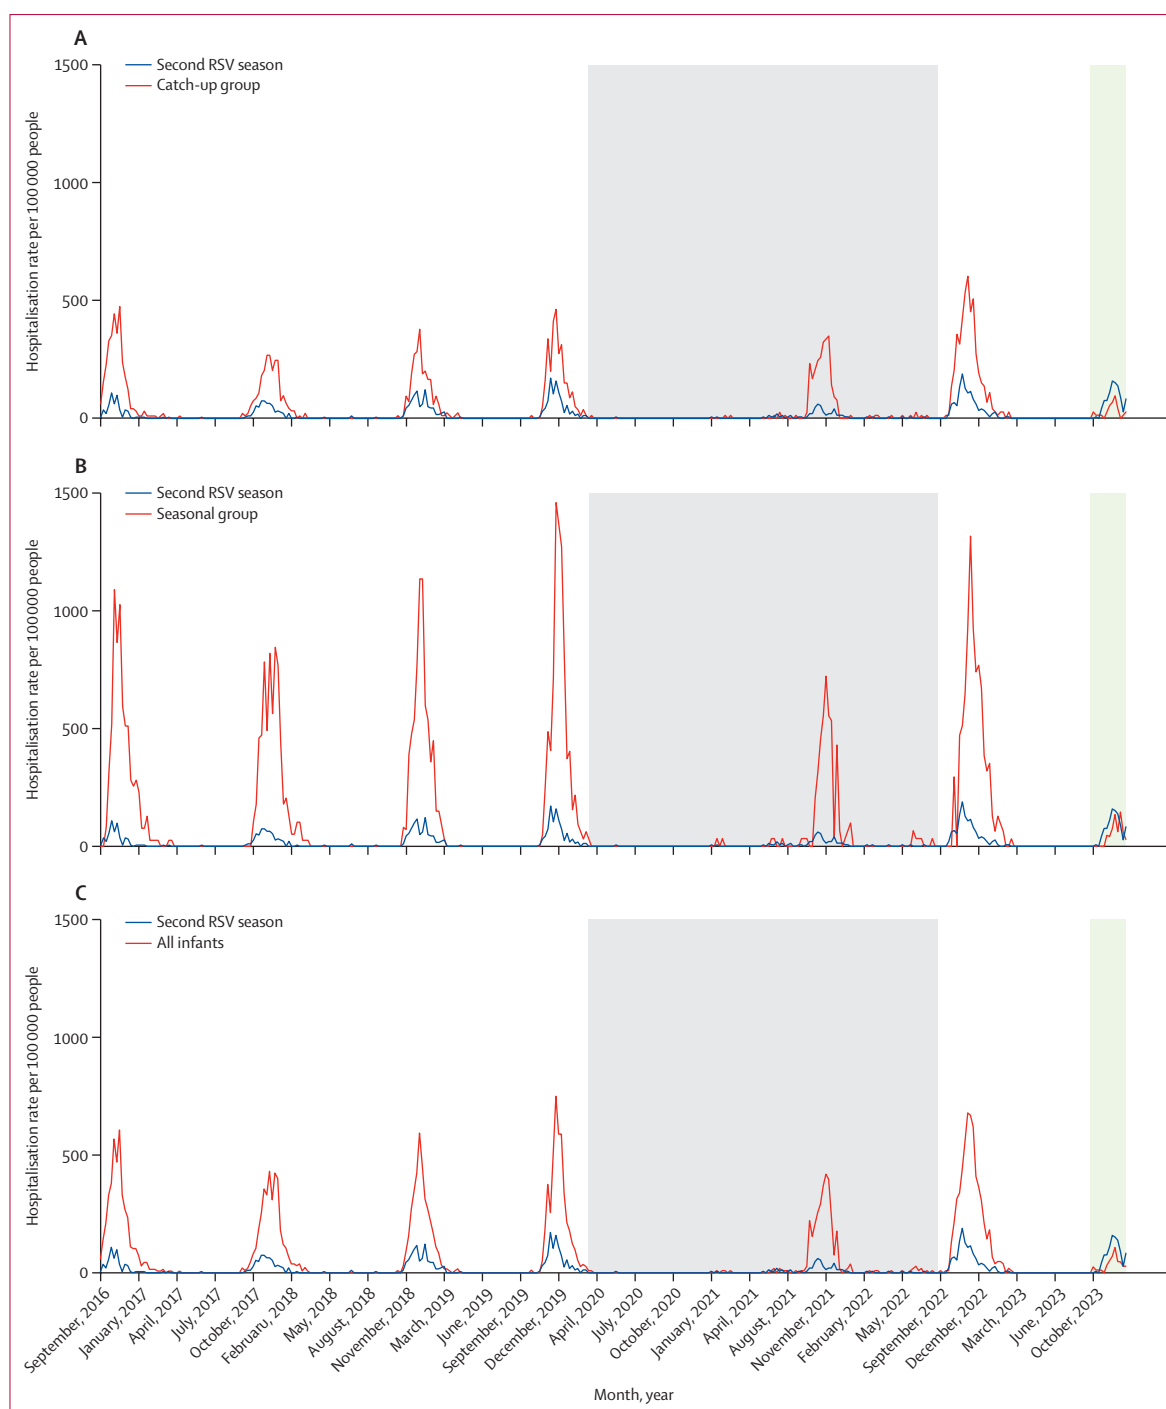 A
1500
1000
500
0
Second RSV season
Catch-up group
Hospitalisation rate per 100 000 people
B
1500
1000
500
0
Second RSV season
Seasonal group
Hospitalisation rate per 100 000 people
C
1500
1000
500
0
Second RSV season
All infants
Hospitalisation rate per 100 000 people
September, 2016
January, 2017
April, 2017
July, 2017
October, 2017
February, 2018
May, 2018
August, 2018
November, 2018
March, 2019
June, 2019
September, 2019
December, 2019
April, 2020
July, 2020
October, 2020
January, 2021
April, 2021
August, 2021
November, 2021
February, 2022
May, 2022
September, 2022
December, 2022
March, 2023
June, 2023
October, 2023
Month, year